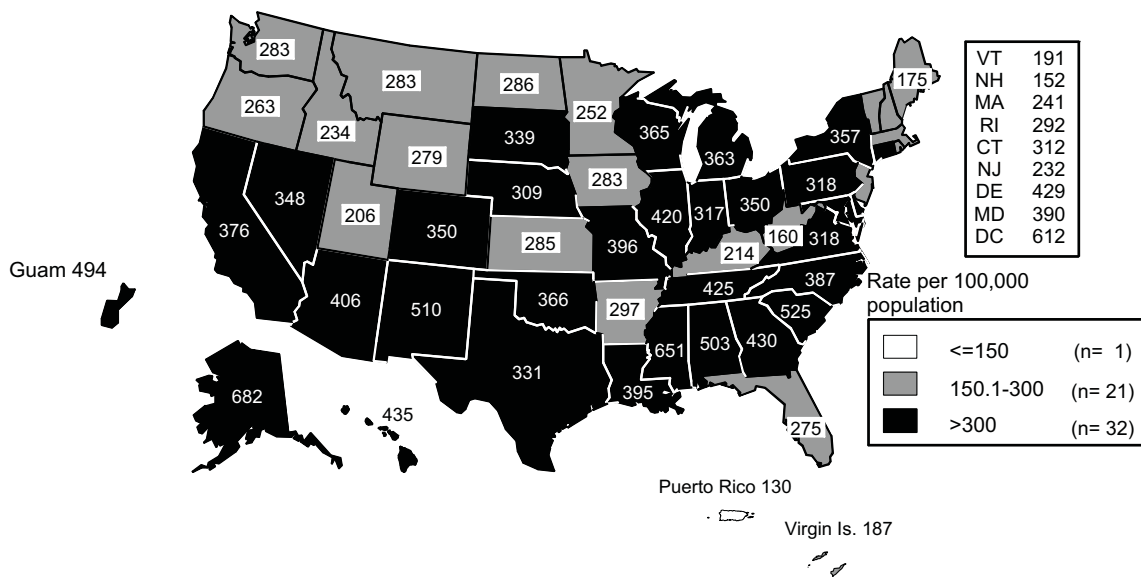 283
283
286
263
252
175
234
339
365
357
279
363
283
309
318
348
206
350
420
317
350
376
350
285
396
160
318
214
Guam 494
425
387
406
510
366
297
525
651
503
430
331
395
682
435
275
VT 191
NH 152
MA 241
RI 292
CT 312
NJ 232
DE 429
MD 390
DC 612
Rate per 100,000
population
<=150 (n= 1)
150.1-300 (n= 21)
>300 (n= 32)
Puerto Rico 130
Virgin Is. 187